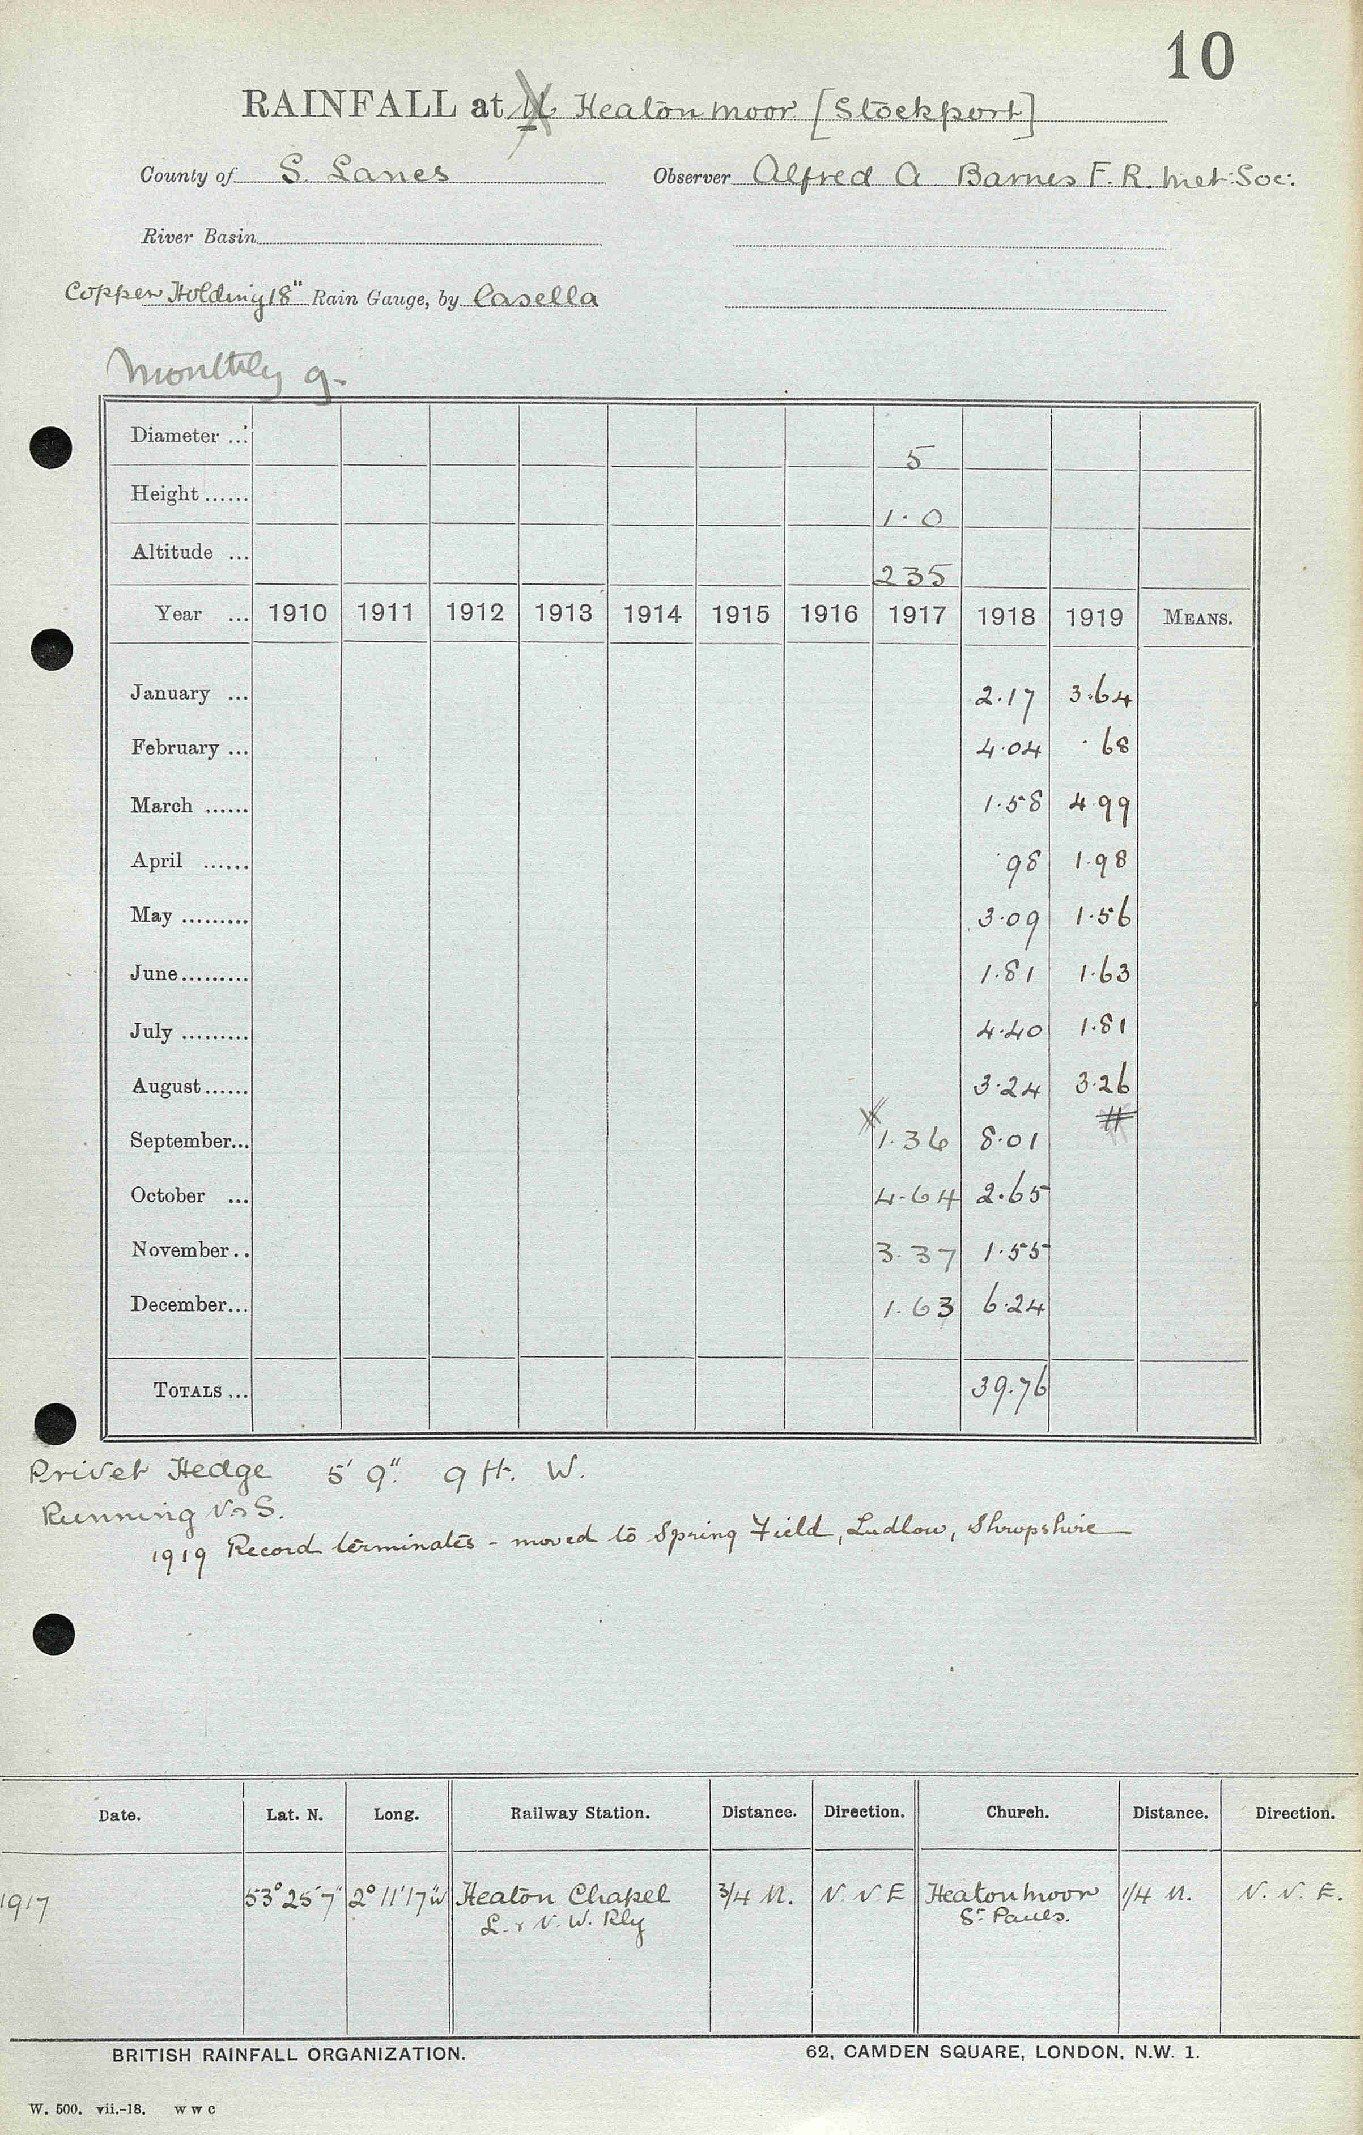 10
RAINFALL at Heaton Moor [Stockport]
County of S. Lancs Observer Alfred A Barnes F.R.Met:Soc:
River Basin
Copper Holding 18" Rain Gauge, by Casella
Monthly g.
Diameter ... 5
Height ...... 1.0
Altitude ... 235
Year ... 1910 1911 1912 1913 1914 1915 1916 1917 1918 1919 MEANS.
January ... 2.17 3.64
February ... 4.04 .68
March ...... 1.58 4.99
April ...... .98 1.98
May ......... 3.09 1.56
June......... 1.81 1.63
July ......... 4.40 1.81
August...... 3.24 3.26
September... 1.36 8.01
October ... 4.64 2.65
November.. 3.37 1.55
December... 1.63 6.24
TOTALS ... 39.76
Privet Hedge 5' 9". 9 ft. W.
Running N to S.
1919 Record terminates - moved to Spring Field, Ludlow, Shropshire
Date. Lat. N. Long. Railway Station. Distance. Direction. Church. Distance. Direction.
1917 53° 25' 7" 2° 11' 17" W Heaton Chapel 3/4 M. N. N E Heaton Moor 1/4 M. N. N. E.
L. & N. W. Rly St Pauls.
BRITISH RAINFALL ORGANIZATION. 62, CAMDEN SQUARE, LONDON, N.W. 1.
W. 500. vii.-18. W W C